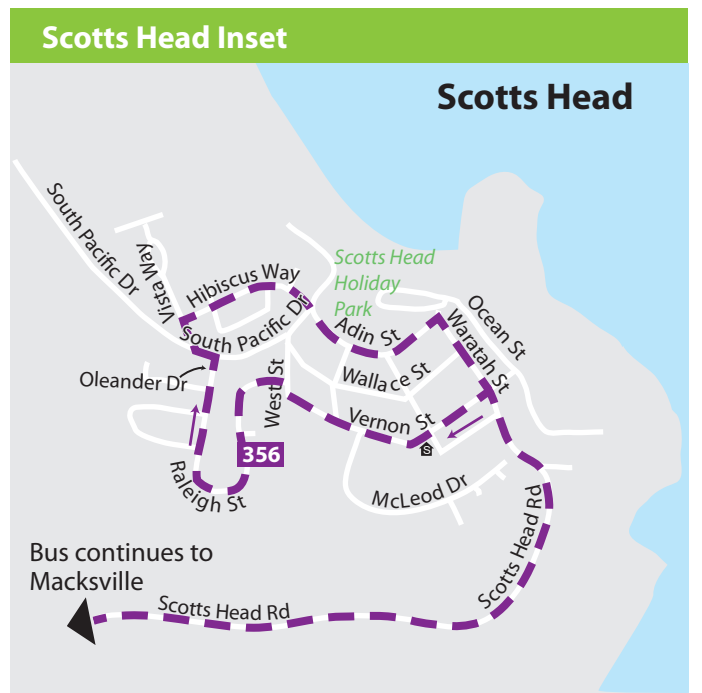 Scotts Head Inset
Scotts Head
South Pacific Dr
Vista Way
Hibiscus Way
Scotts Head
Holiday
Park
South Pacific Dr
Adin St
Ocean St
Waratah St
Oleander Dr
West St
Wallace St
Vernon St
S
356
Raleigh St
McLeod Dr
Scotts Head Rd
Bus continues to
Macksville
Scotts Head Rd